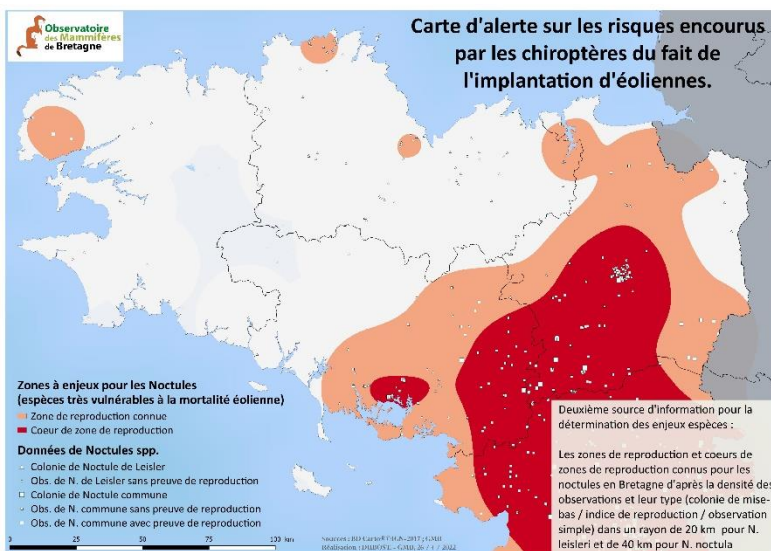 Observatoire
des Mammifères
de Bretagne
Carte d'alerte sur les risques encourus
par les chiroptères du fait de
l'implantation d'éoliennes.
Zones à enjeux pour les Noctules
(espèces très vulnérables à la mortalité éolienne)
Zone de reproduction connue
Coeur de zone de reproduction
Données de Noctules spp.
Colonie de Noctule de Leisler
Obs. de N. de Leisler sans preuve de reproduction
Colonie de Noctule commune
Obs. de N. commune sans preuve de reproduction
Obs. de N. commune avec preuve de reproduction
0 25 50 75 100 km
Deuxième source d'information pour la
détermination des enjeux espèces :
Les zones de reproduction et coeurs de
zones de reproduction connus pour les
noctules en Bretagne d'après la densité des
observations et leur type (colonie de mise-
bas / indice de reproduction / observation
simple) dans un rayon de 20 km pour N.
leisleri et de 40 km pour N. noctula